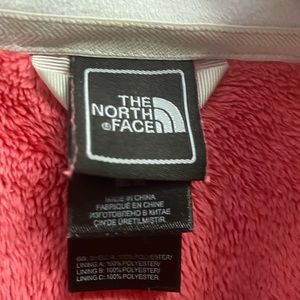 THE
NORTH
FACE
MADE IN CHINA
FABRIQUÉ EN CHINE
ИЗГОТОВЛЕНО В КИТАЕ
ÇİN'DE ÜRETİLMİŞTİR.
100% POLYESTER/
LINING A: 100% POLYESTER/
LINING B: 100% POLYESTER/
LINING C: 100% POLYESTER